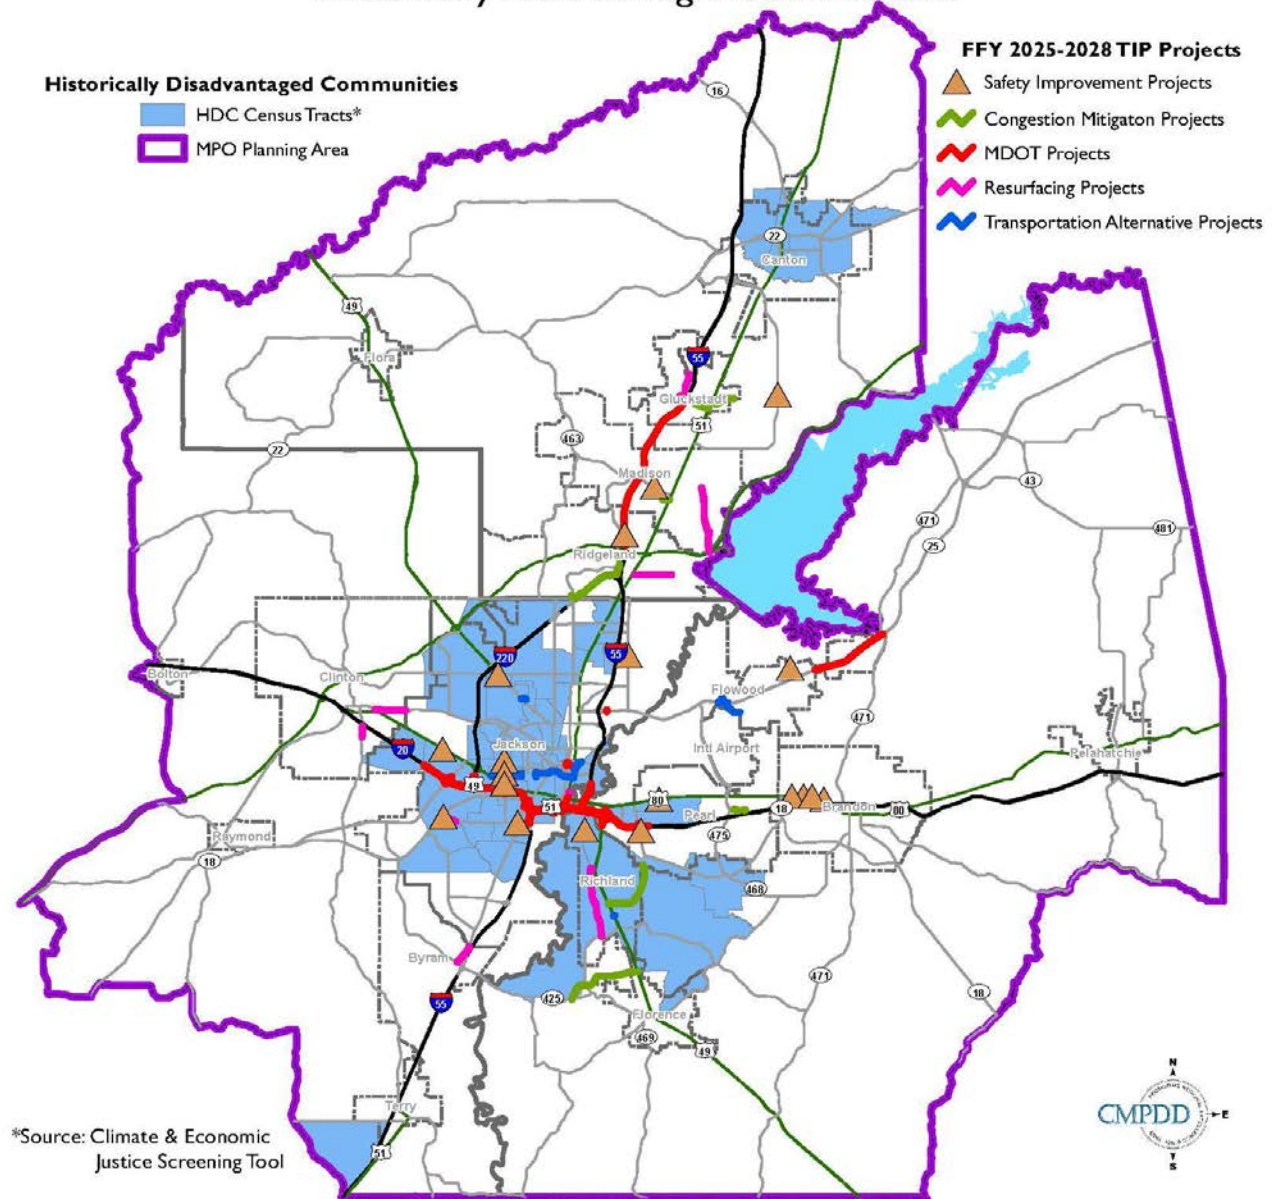 Historically Disadvantaged Communities
HDC Census Tracts*
MPO Planning Area
FFY 2025-2028 TIP Projects
Safety Improvement Projects
Congestion Mitigaton Projects
MDOT Projects
Resurfacing Projects
Transportation Alternative Projects
16
22
Canton
49
Flora
55
Gluckstadt
51
463
22
Madison
43
471
481
25
Ridgeland
220
55
Bolton
Clinton
Flowood
471
20
Jackson
Intl Airport
Pelahatchie
49
51
80
18
Brandon
80
Pearl
475
Raymond
18
Richland
468
Byram
471
18
425
55
Florence
469
49
Terry
51
*Source: Climate & Economic
Justice Screening Tool
N
CMPDD
E
S